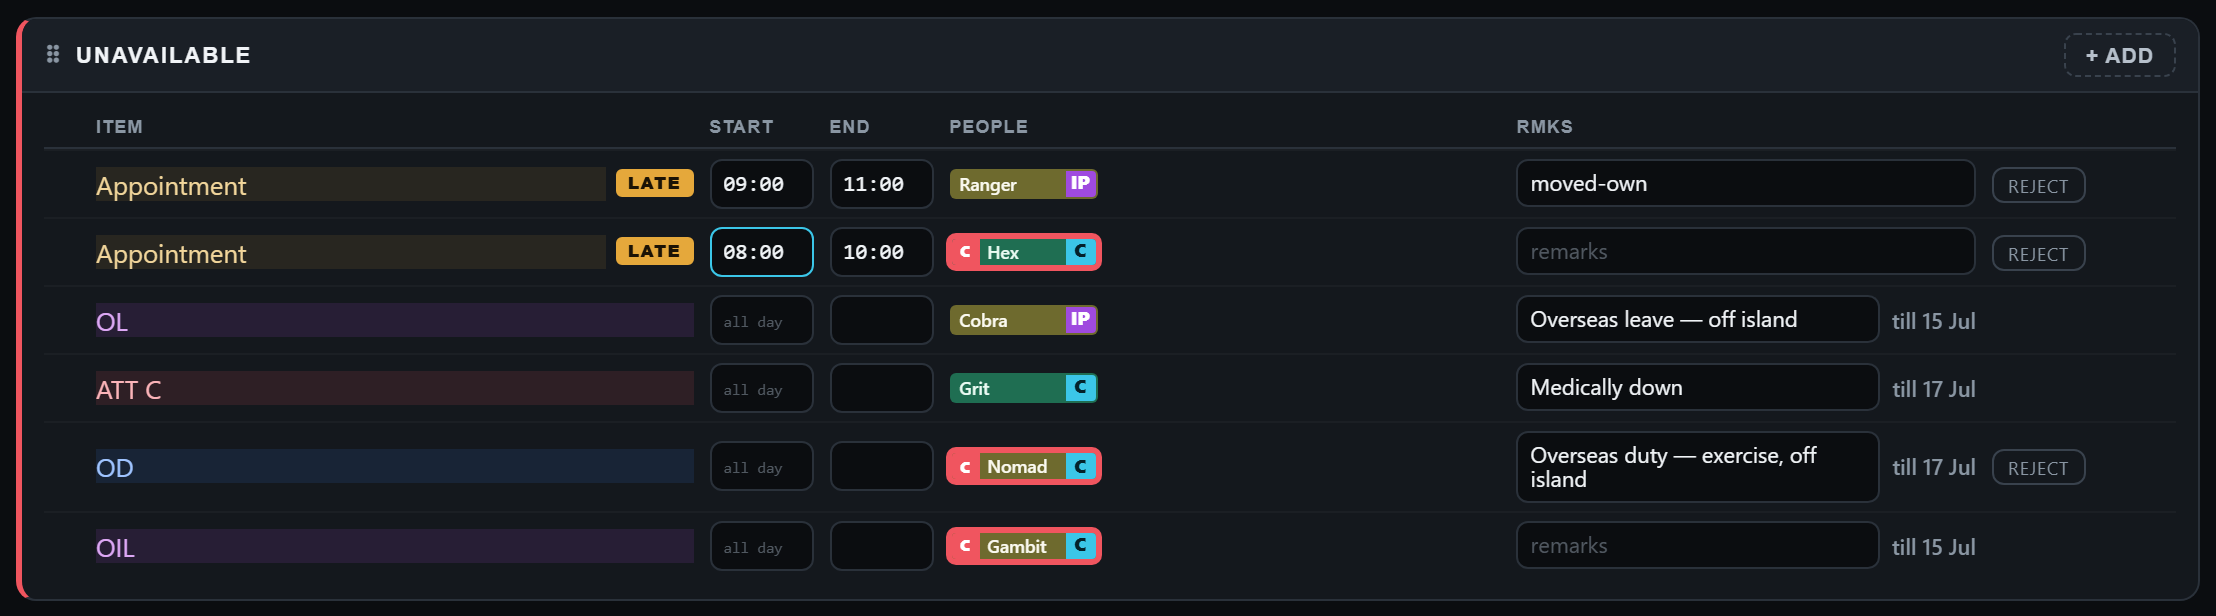 UNAVAILABLE
+ ADD
ITEM START END PEOPLE RMKS
Appointment LATE 09:00 11:00 Ranger IP moved-own REJECT
Appointment LATE 08:00 10:00 C Hex C remarks REJECT
OL all day Cobra IP Overseas leave — off island till 15 Jul
ATT C all day Grit C Medically down till 17 Jul
OD all day C Nomad C Overseas duty — exercise, off till 17 Jul REJECT
island
OIL all day C Gambit C remarks till 15 Jul